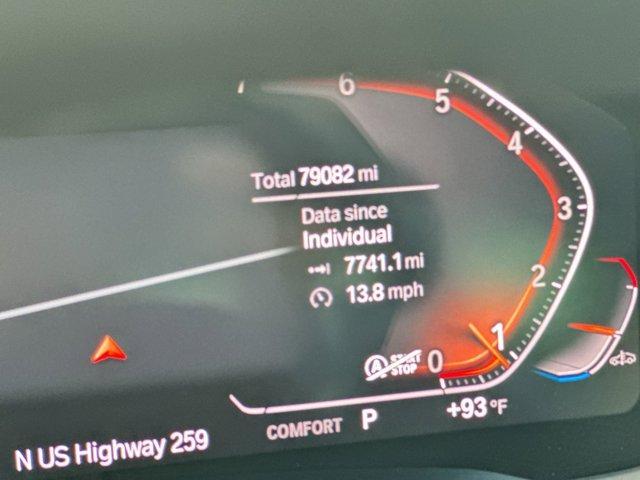 6
5
4
3
2
1
0
Total 79082 mi
Data since
Individual
7741.1 mi
13.8 mph
A START
STOP
+93 °F
COMFORT P
N US Highway 259